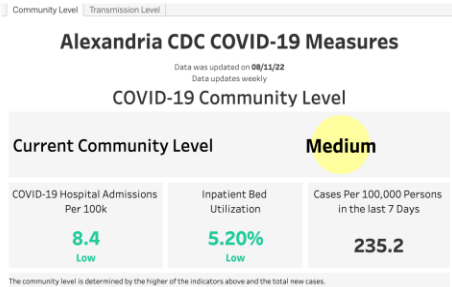 Community Level Transmission Level
Alexandria CDC COVID-19 Measures
Data was updated on 08/11/22
Data updates weekly
COVID-19 Community Level
Current Community Level Medium
COVID-19 Hospital Admissions
Per 100k
8.4
Low
Inpatient Bed
Utilization
5.20%
Low
Cases Per 100,000 Persons
in the last 7 Days
235.2
The community level is determined by the higher of the indicators above and the total new cases.